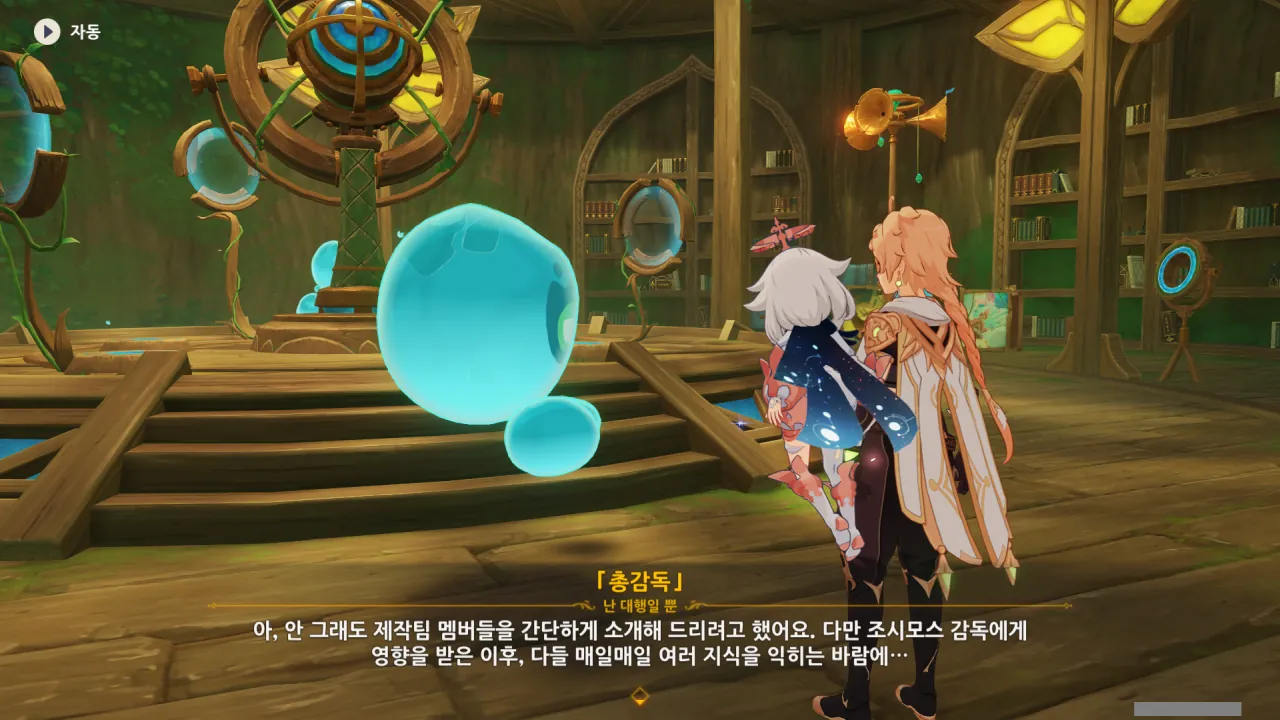 자동
「총감독」
난 대행일 뿐
아, 안 그래도 제작팀 멤버들을 간단하게 소개해 드리려고 했어요. 다만 조시모스 감독에게
영향을 받은 이후, 다들 매일매일 여러 지식을 익히는 바람에…